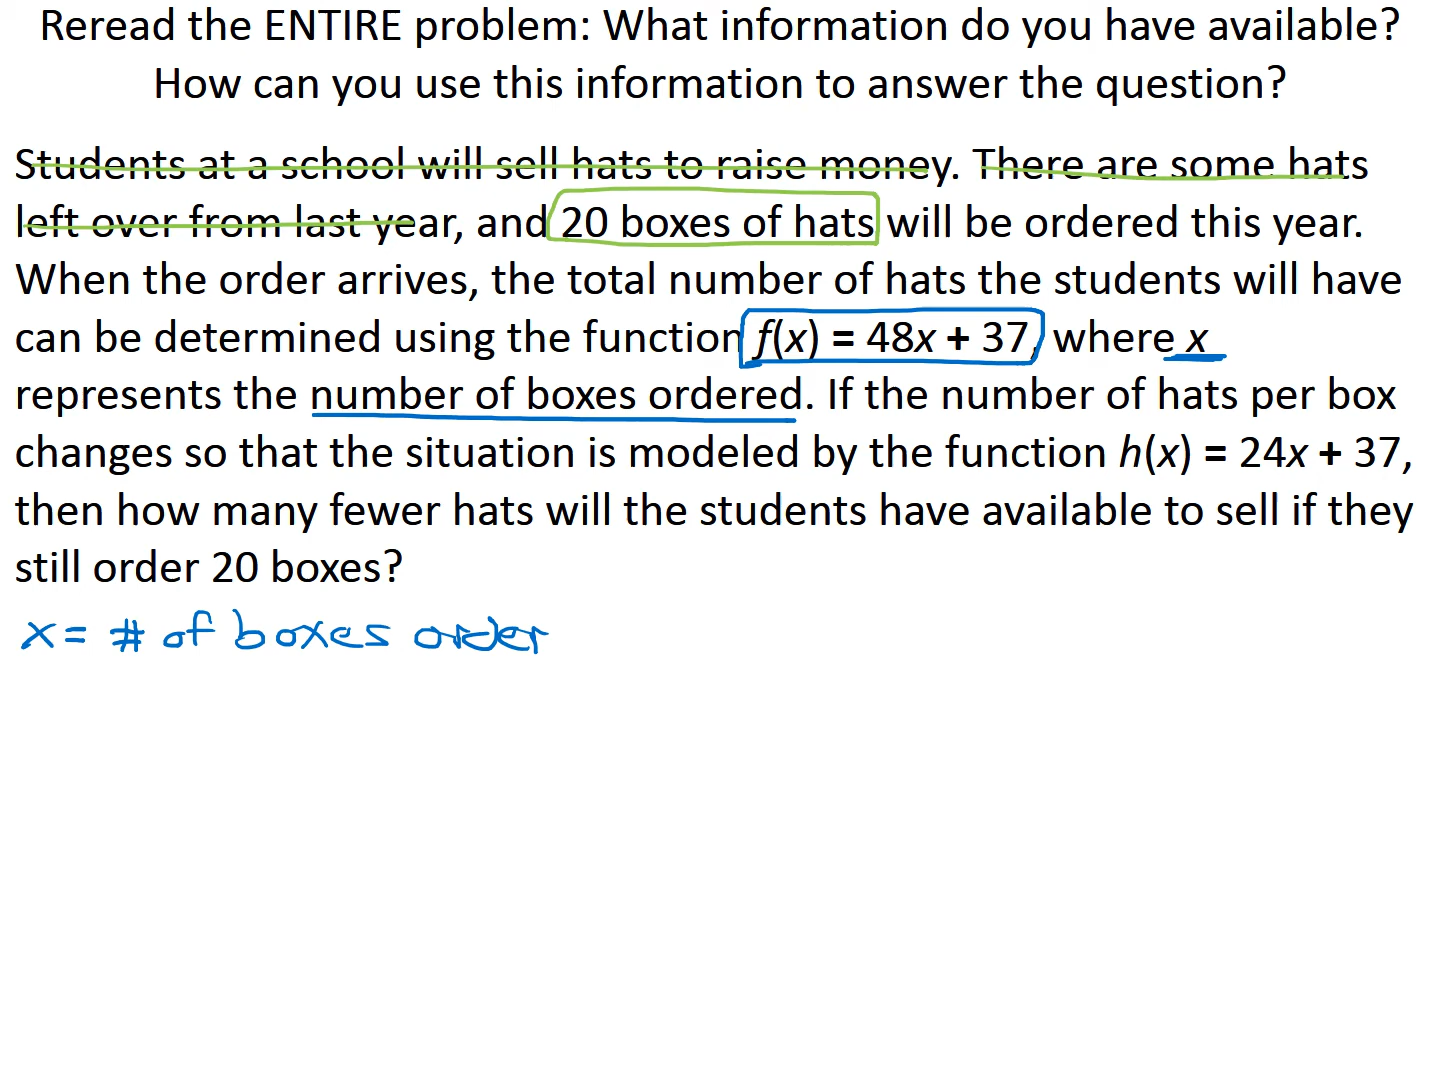 Reread the ENTIRE problem: What information do you have available?
How can you use this information to answer the question?
Students at a school will sell hats to raise money. There are some hats
left over from last year, and 20 boxes of hats will be ordered this year.
When the order arrives, the total number of hats the students will have
can be determined using the function f(x) = 48x + 37, where x
represents the number of boxes ordered. If the number of hats per box
changes so that the situation is modeled by the function h(x) = 24x + 37,
then how many fewer hats will the students have available to sell if they
still order 20 boxes?
x = # of boxes order